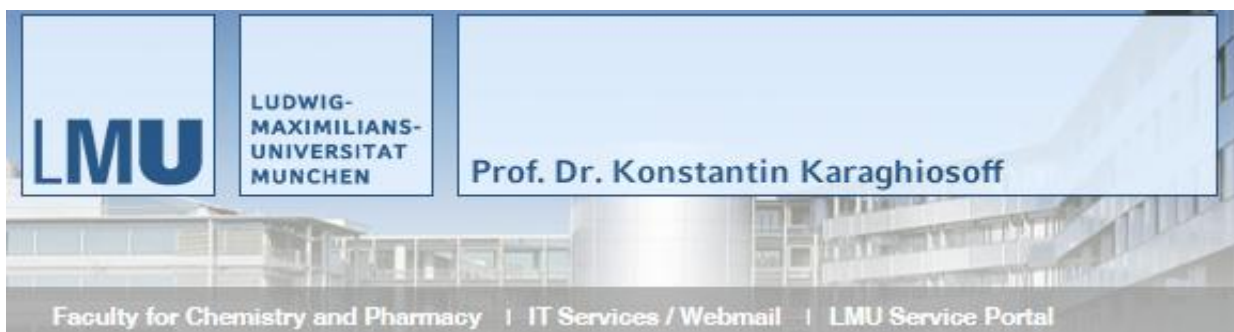 LMU
LUDWIG-
MAXIMILIANS-
UNIVERSITAT
MUNCHEN
Prof. Dr. Konstantin Karaghiosoff
Faculty for Chemistry and Pharmacy | IT Services / Webmail | LMU Service Portal